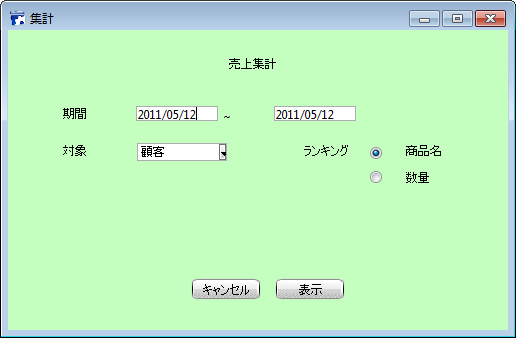 集計
売上集計
期間 2011/05/12 ~ 2011/05/12
対象 顧客 ランキング 商品名
数量
キャンセル 表示